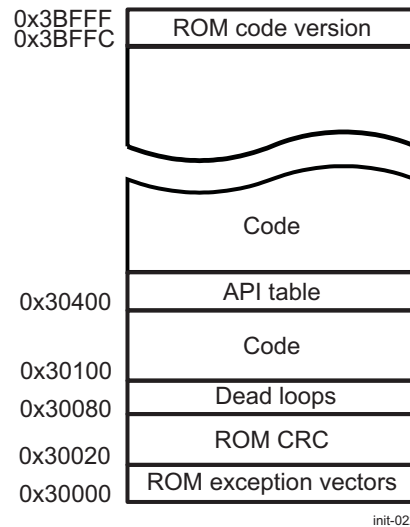 0x3BFFF
ROM code version
0x3BFFC
Code
API table
0x30400
Code
0x30100
Dead loops
0x30080
ROM CRC
0x30020
ROM exception vectors
0x30000
init-02